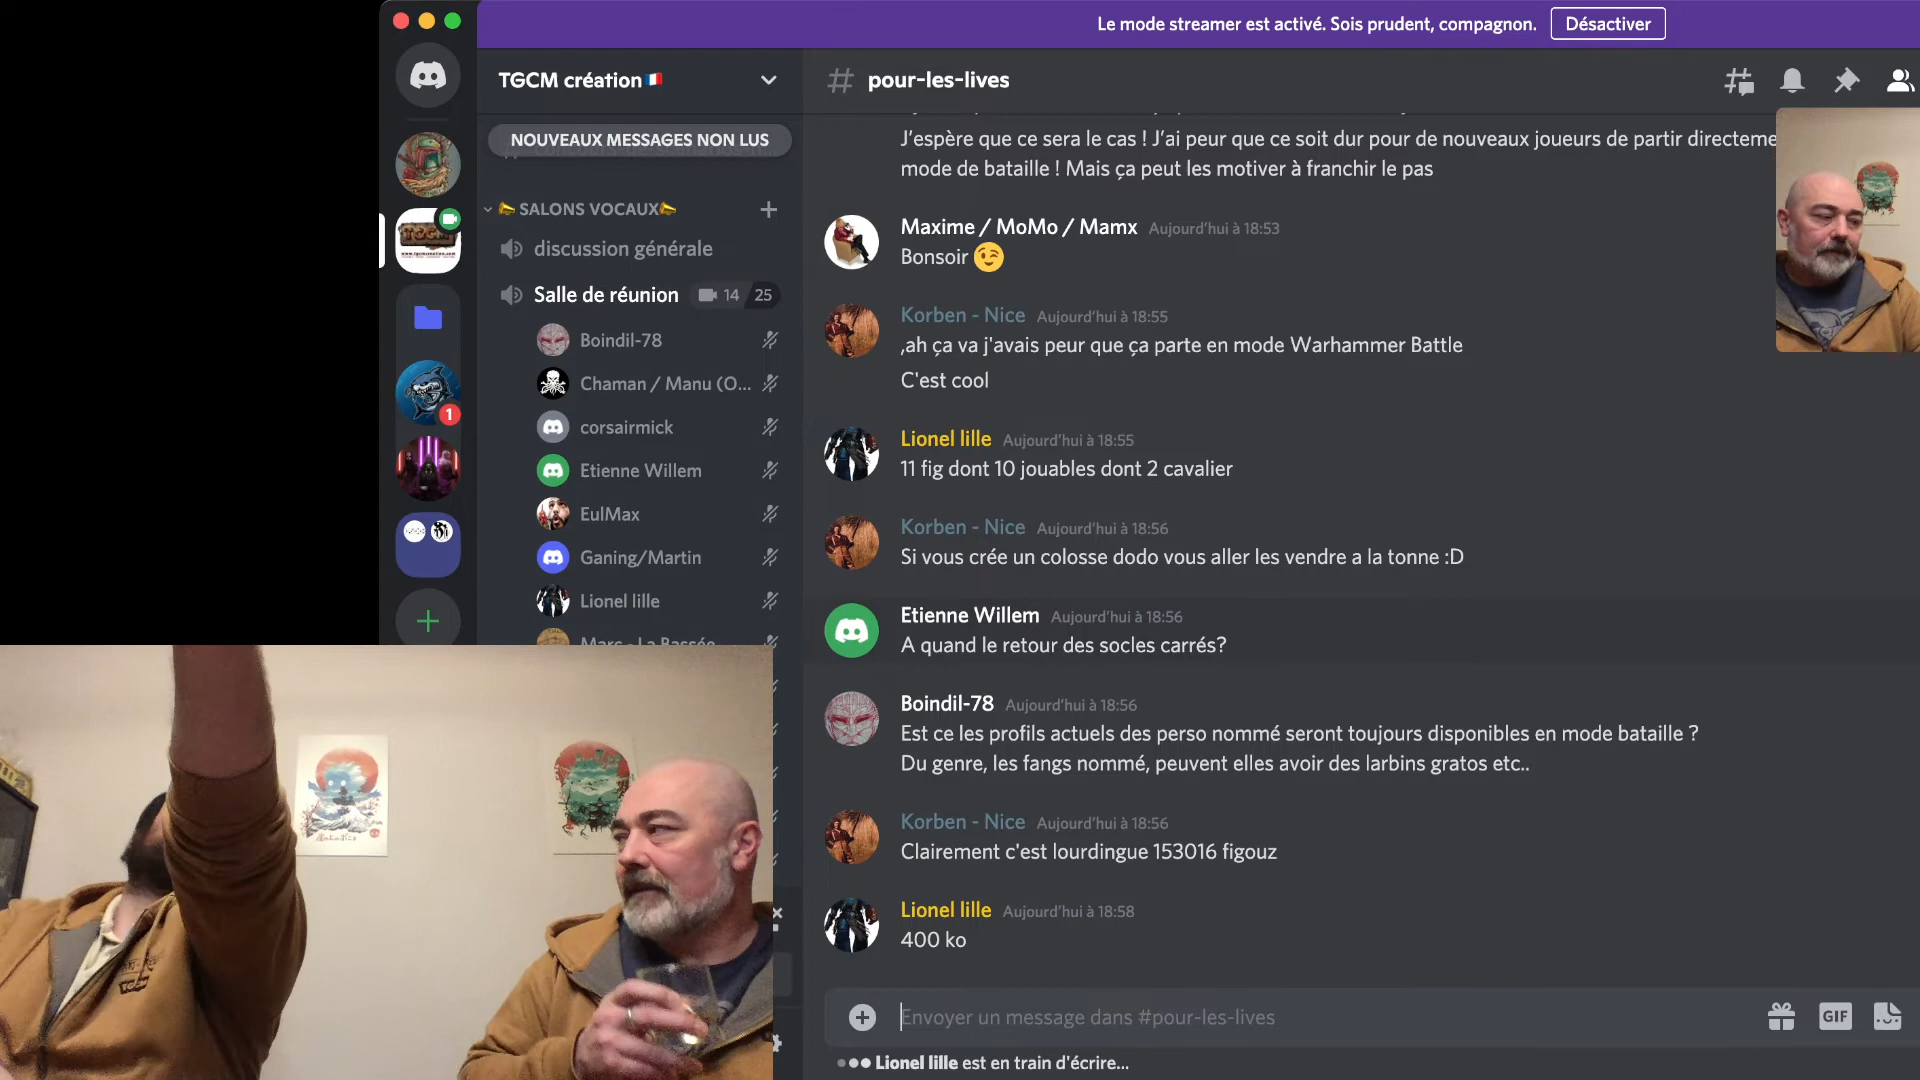 Le mode streamer est activé. Sois prudent, compagnon.
Désactiver
TGCM création
NOUVEAUX MESSAGES NON LUS
SALONS VOCAUX
discussion générale
Salle de réunion 14 25
Boindil-78
Chaman / Manu (O...
corsairmick
Etienne Willem
EulMax
Ganing/Martin
Lionel lille
Marc - La Bassée
1
# pour-les-lives
J'espère que ce sera le cas ! J'ai peur que ce soit dur pour de nouveaux joueurs de partir directeme
mode de bataille ! Mais ça peut les motiver à franchir le pas
Maxime / MoMo / Mamx Aujourd'hui à 18:53
Bonsoir 😉
Korben - Nice Aujourd'hui à 18:55
,ah ça va j'avais peur que ça parte en mode Warhammer Battle
C'est cool
Lionel lille Aujourd'hui à 18:55
11 fig dont 10 jouables dont 2 cavalier
Korben - Nice Aujourd'hui à 18:56
Si vous crée un colosse dodo vous aller les vendre a la tonne :D
Etienne Willem Aujourd'hui à 18:56
A quand le retour des socles carrés?
Boindil-78 Aujourd'hui à 18:56
Est ce les profils actuels des perso nommé seront toujours disponibles en mode bataille ?
Du genre, les fangs nommé, peuvent elles avoir des larbins gratos etc..
Korben - Nice Aujourd'hui à 18:56
Clairement c'est lourdingue 153016 figouz
Lionel lille Aujourd'hui à 18:58
400 ko
Envoyer un message dans #pour-les-lives
GIF
Lionel lille est en train d'écrire...